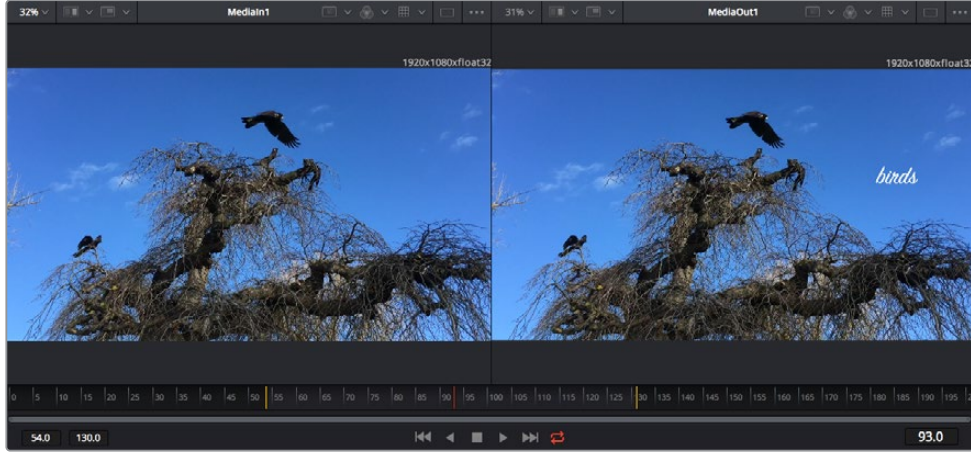 32% MediaIn1 31% MediaOut1
1920x1080xfloat32 1920x1080xfloat32
birds
0 5 10 15 20 25 30 35 40 45 50 55 60 65 70 75 80 85 90 95 100 105 110 115 120 125 130 135 140 145 150 155 160 165 170 175 180 185 190 195
54.0 130.0 93.0